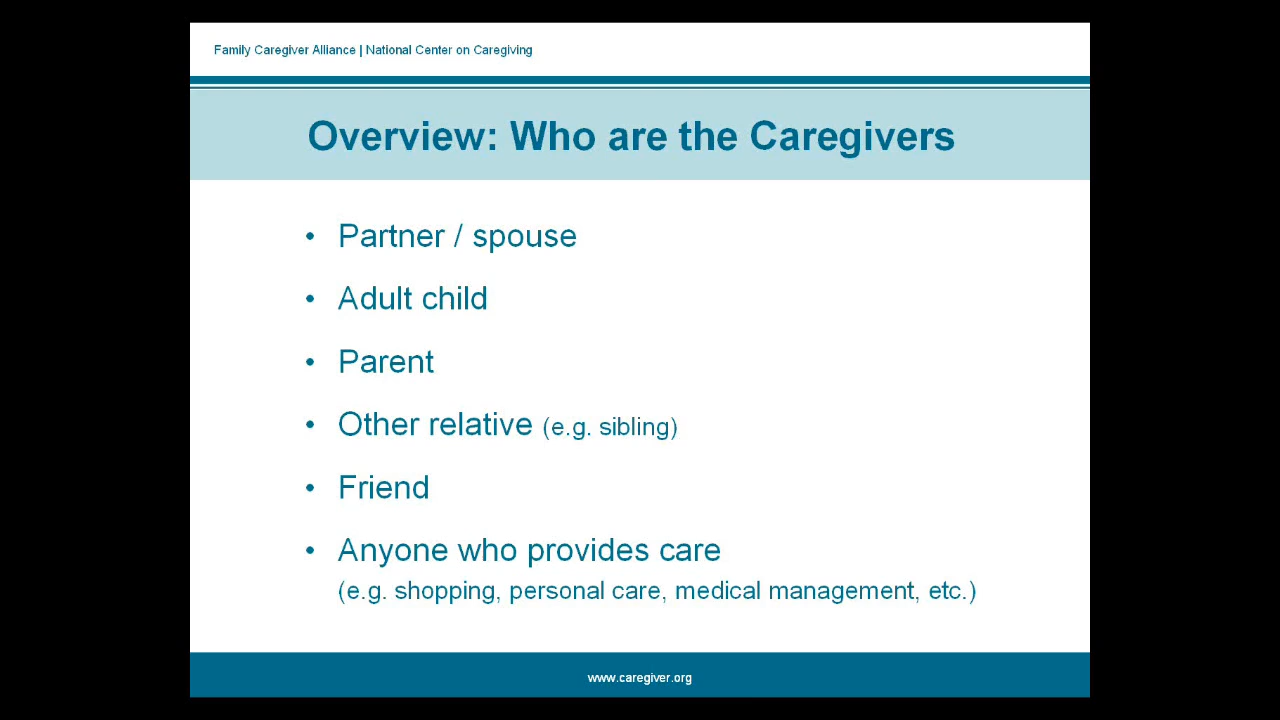 Family Caregiver Alliance | National Center on Caregiving
Overview: Who are the Caregivers
• Partner / spouse
• Adult child
• Parent
• Other relative (e.g. sibling)
• Friend
• Anyone who provides care
(e.g. shopping, personal care, medical management, etc.)
www.caregiver.org